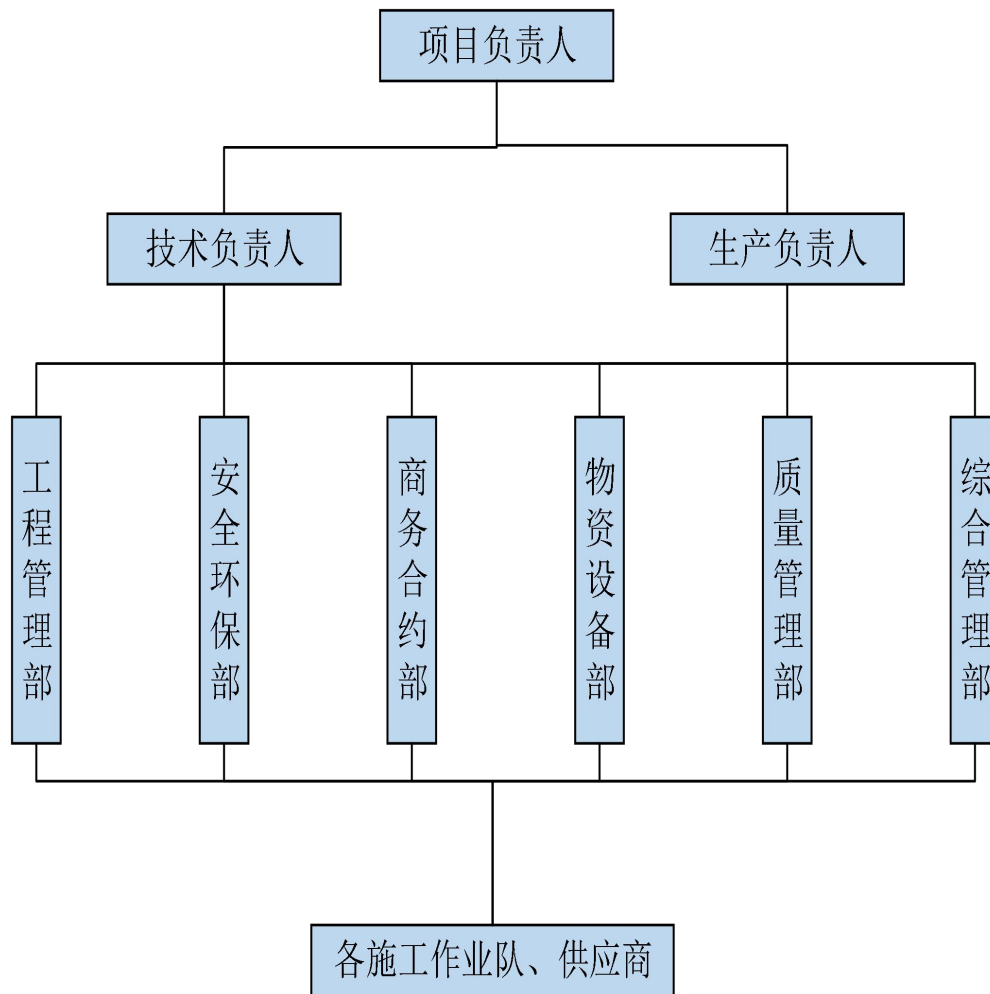 项目负责人
技术负责人
生产负责人
工程管理部
安全环保部
商务合约部
物资设备部
质量管理部
综合管理部
各施工作业队、供应商